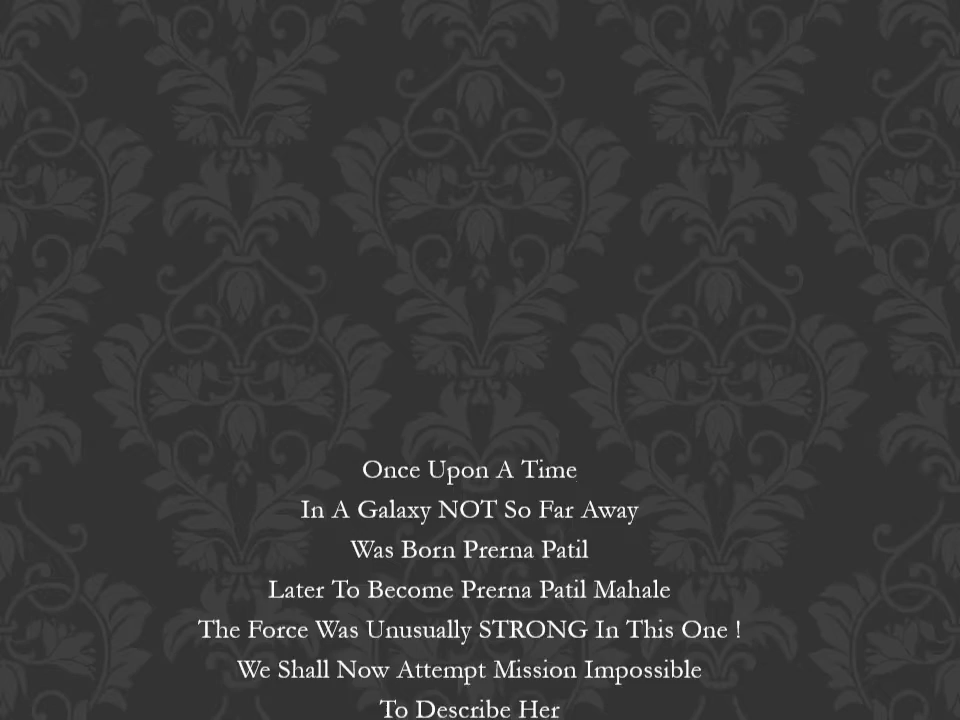 Once Upon A Time
In A Galaxy NOT So Far Away
Was Born Prerna Patil
Later To Become Prerna Patil Mahale
The Force Was Unusually STRONG In This One !
We Shall Now Attempt Mission Impossible
To Describe Her